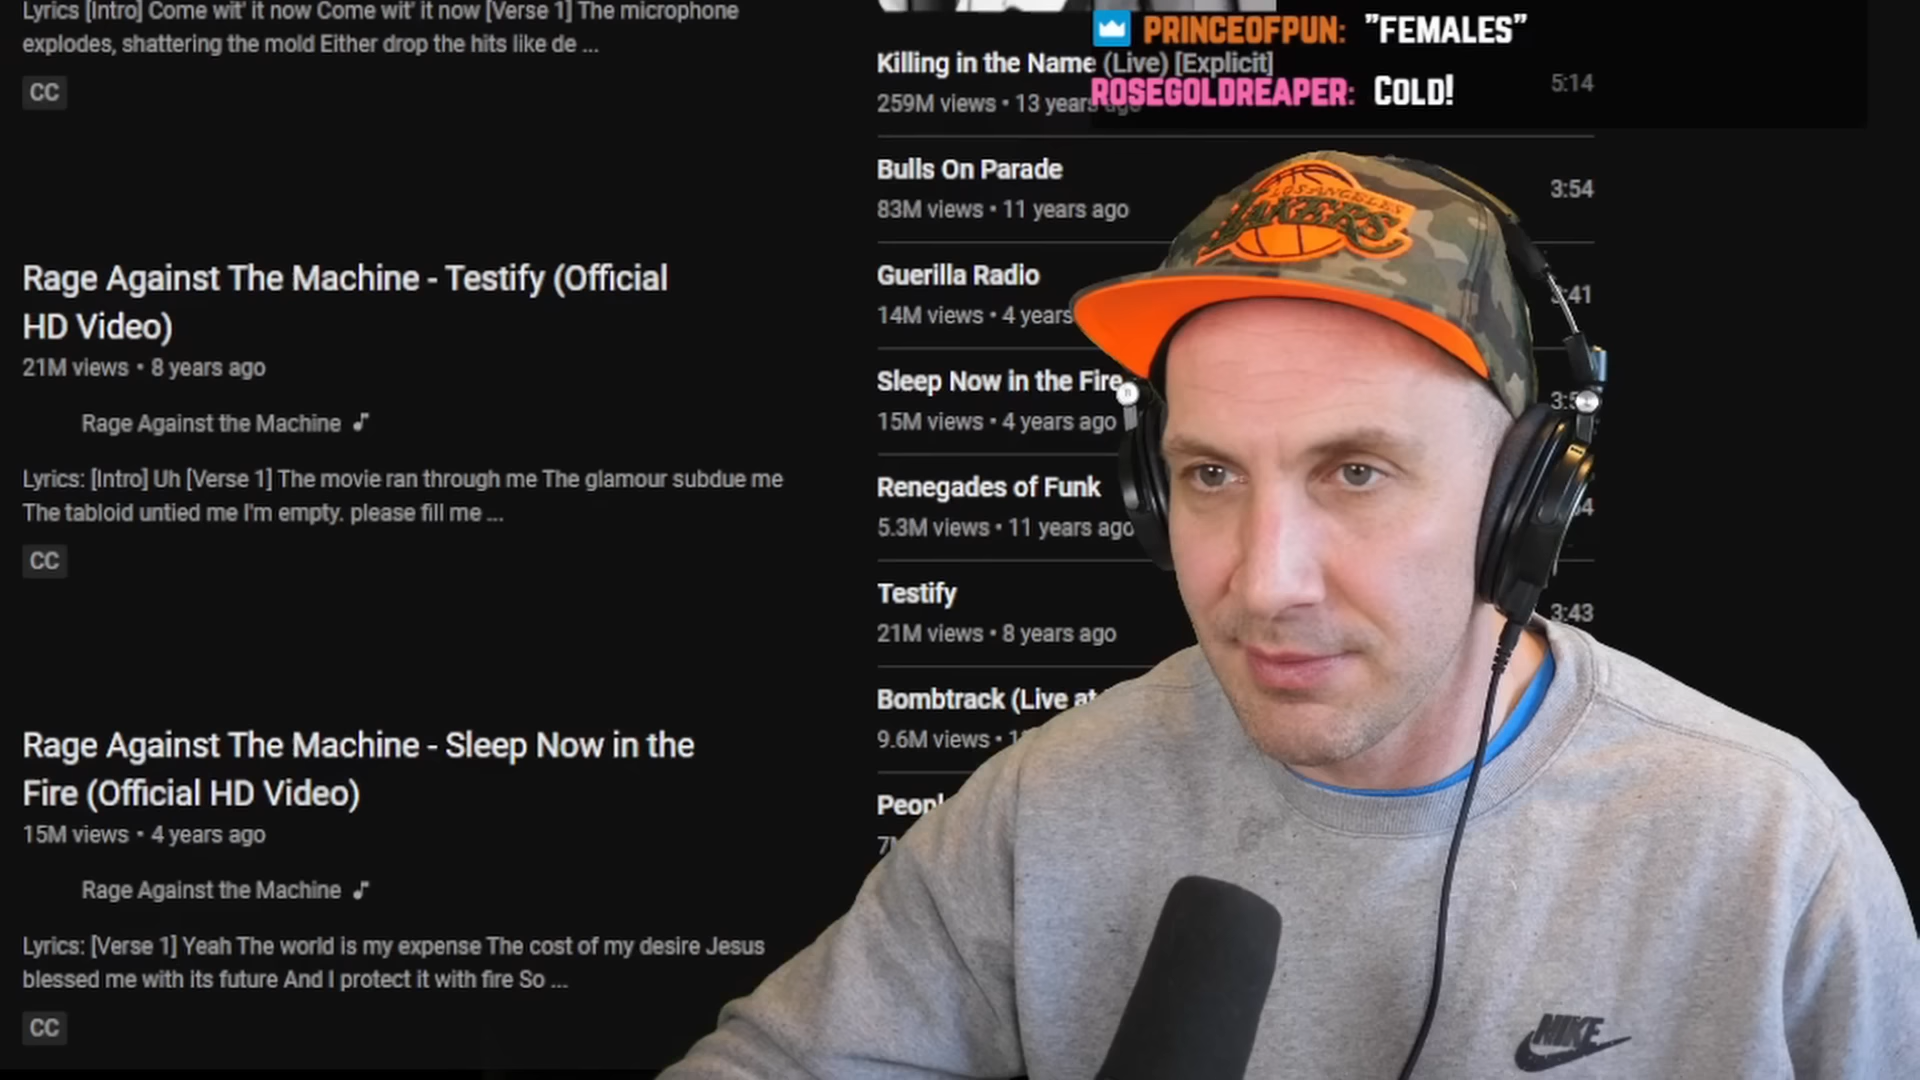 Lyrics [Intro] Come wit' it now Come wit' it now [Verse 1] The microphone
explodes, shattering the mold Either drop the hits like de ...
CC
Rage Against The Machine - Testify (Official
HD Video)
21M views • 8 years ago
Rage Against the Machine
Lyrics: [Intro] Uh [Verse 1] The movie ran through me The glamour subdue me
The tabloid untied me I'm empty. please fill me ...
CC
Rage Against The Machine - Sleep Now in the
Fire (Official HD Video)
15M views • 4 years ago
Rage Against the Machine
Lyrics: [Verse 1] Yeah The world is my expense The cost of my desire Jesus
blessed me with its future And I protect it with fire So ...
CC
PRINCEOFPUN: "FEMALES"
ROSEGOLDREAPER: COLD!
Killing in the Name (Live) [Explicit]
259M views • 13 years ago
5:14
Bulls On Parade
83M views • 11 years ago
3:54
Guerilla Radio
14M views • 4 years
:41
Sleep Now in the Fire
15M views • 4 years ago
3:5
Renegades of Funk
5.3M views • 11 years ago
4
Testify
21M views • 8 years ago
3:43
Bombtrack (Live at
9.6M views •
Peopl
LOS ANGELES
LAKERS
NIKE